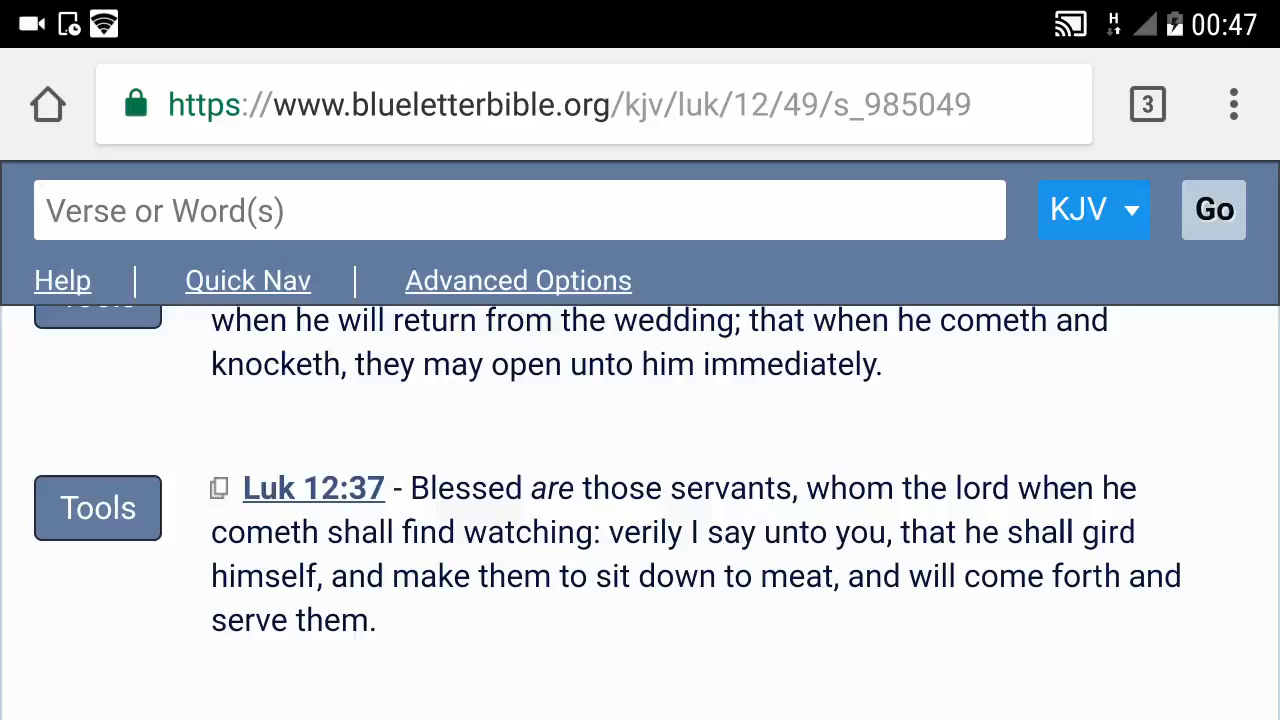 H 00:47
https://www.blueletterbible.org/kjv/luk/12/49/s_985049 3
Verse or Word(s) KJV Go
Help | Quick Nav | Advanced Options
when he will return from the wedding; that when he cometh and
knocketh, they may open unto him immediately.
Tools Luk 12:37 - Blessed are those servants, whom the lord when he
cometh shall find watching: verily I say unto you, that he shall gird
himself, and make them to sit down to meat, and will come forth and
serve them.